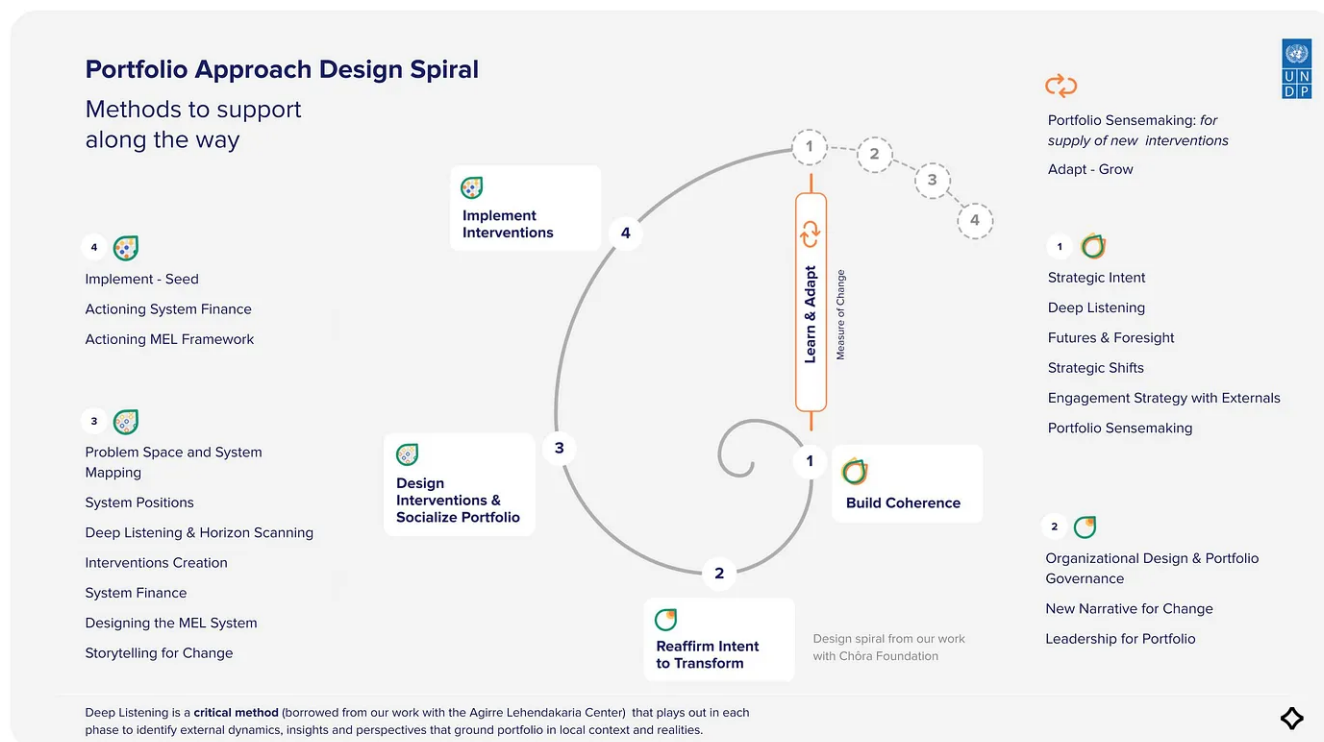 Portfolio Approach Design Spiral
Methods to support
along the way
4
Implement - Seed
Actioning System Finance
Actioning MEL Framework
3
Problem Space and System
Mapping
System Positions
Deep Listening & Horizon Scanning
Interventions Creation
System Finance
Designing the MEL System
Storytelling for Change
Implement
Interventions
4
Design
Interventions &
Socialize Portfolio
3
Reaffirm Intent
to Transform
2
Build Coherence
1
Learn & Adapt
Measure of Change
1
2
3
4
Design spiral from our work
with Chôra Foundation
UN
DP
Portfolio Sensemaking: for
supply of new interventions
Adapt - Grow
1
Strategic Intent
Deep Listening
Futures & Foresight
Strategic Shifts
Engagement Strategy with Externals
Portfolio Sensemaking
2
Organizational Design & Portfolio
Governance
New Narrative for Change
Leadership for Portfolio
Deep Listening is a critical method (borrowed from our work with the Agirre Lehendakaria Center) that plays out in each
phase to identify external dynamics, insights and perspectives that ground portfolio in local context and realities.